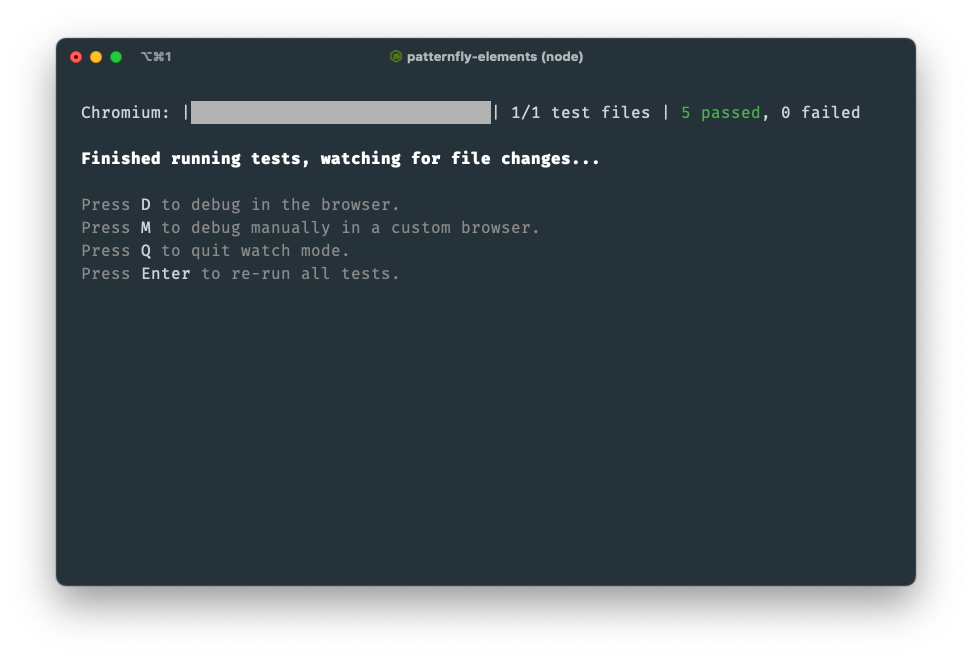 ⌥⌘1 patternfly-elements (node)
Chromium: || 1/1 test files | 5 passed, 0 failed
Finished running tests, watching for file changes...
Press D to debug in the browser.
Press M to debug manually in a custom browser.
Press Q to quit watch mode.
Press Enter to re-run all tests.